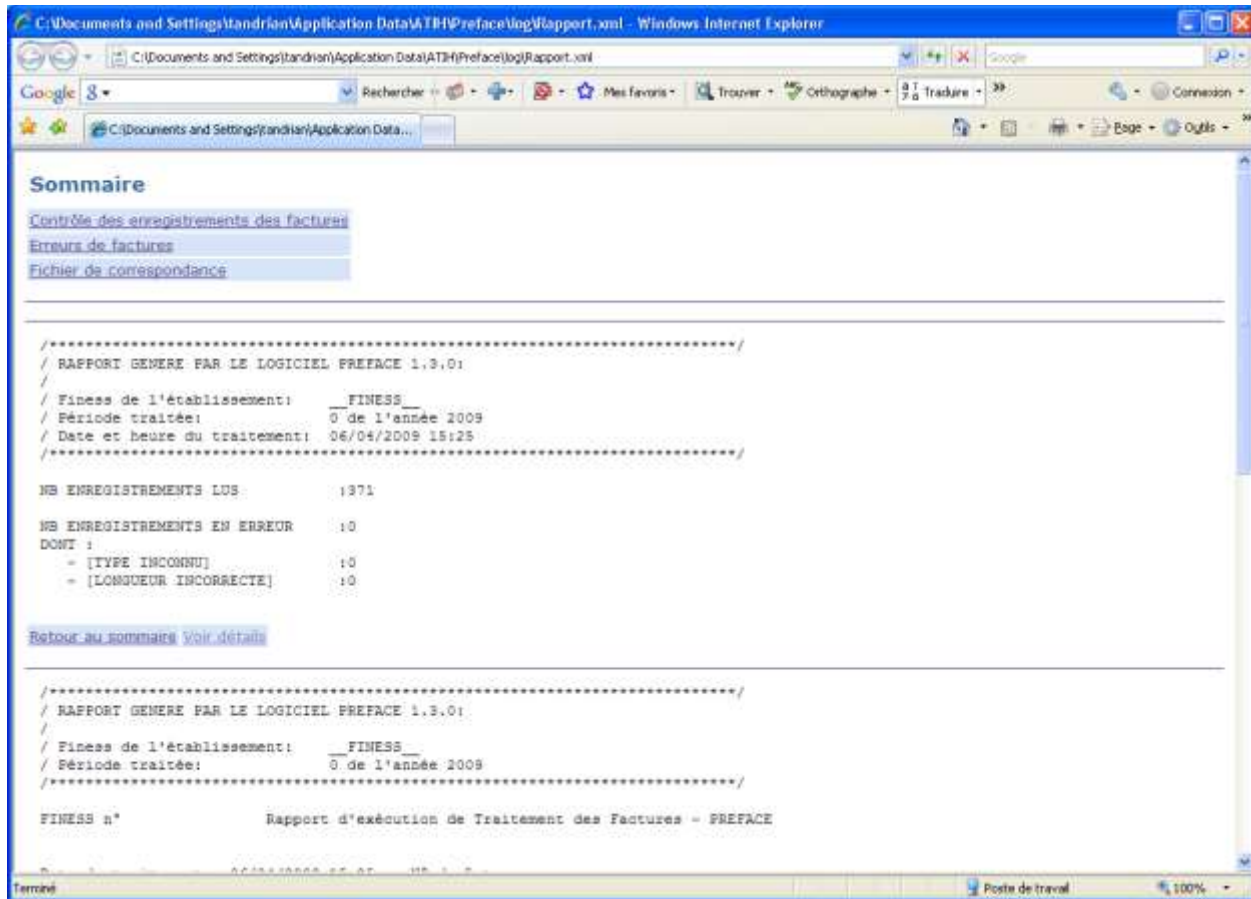 C:\Documents and Settings\tandrian\Application Data\ATIH\Preface\log\Rapport.xml - Windows Internet Explorer
C:\Documents and Settings\tandrian\Application Data\ATIH\Preface\log\Rapport.xml
Google
Google
Rechercher
Mes favoris
Trouver
Orthographe
Traduire
Connexion
C:\Documents and Settings\tandrian\Application Data...
Page
Outils
Sommaire
Contrôle des enregistrements des factures
Erreurs de factures
Fichier de correspondance
/***************************************************************************/
/ RAPPORT GENERE PAR LE LOGICIEL PREFACE 1.3.0:
/
/ Finess de l'établissement: __FINESS__
/ Période traitée: 0 de l'année 2009
/ Date et heure du traitement: 06/04/2009 15:25
/***************************************************************************/
NB ENREGISTREMENTS LUS :371
NB ENREGISTREMENTS EN ERREUR :0
DONT :
- [TYPE INCONNU] :0
- [LONGUEUR INCORRECTE] :0
Retour au sommaire Voir détails
/***************************************************************************/
/ RAPPORT GENERE PAR LE LOGICIEL PREFACE 1.3.0:
/
/ Finess de l'établissement: __FINESS__
/ Période traitée: 0 de l'année 2009
/***************************************************************************/
FINESS n° Rapport d'exécution de Traitement des Factures - PREFACE
Terminé
Poste de travail
100%